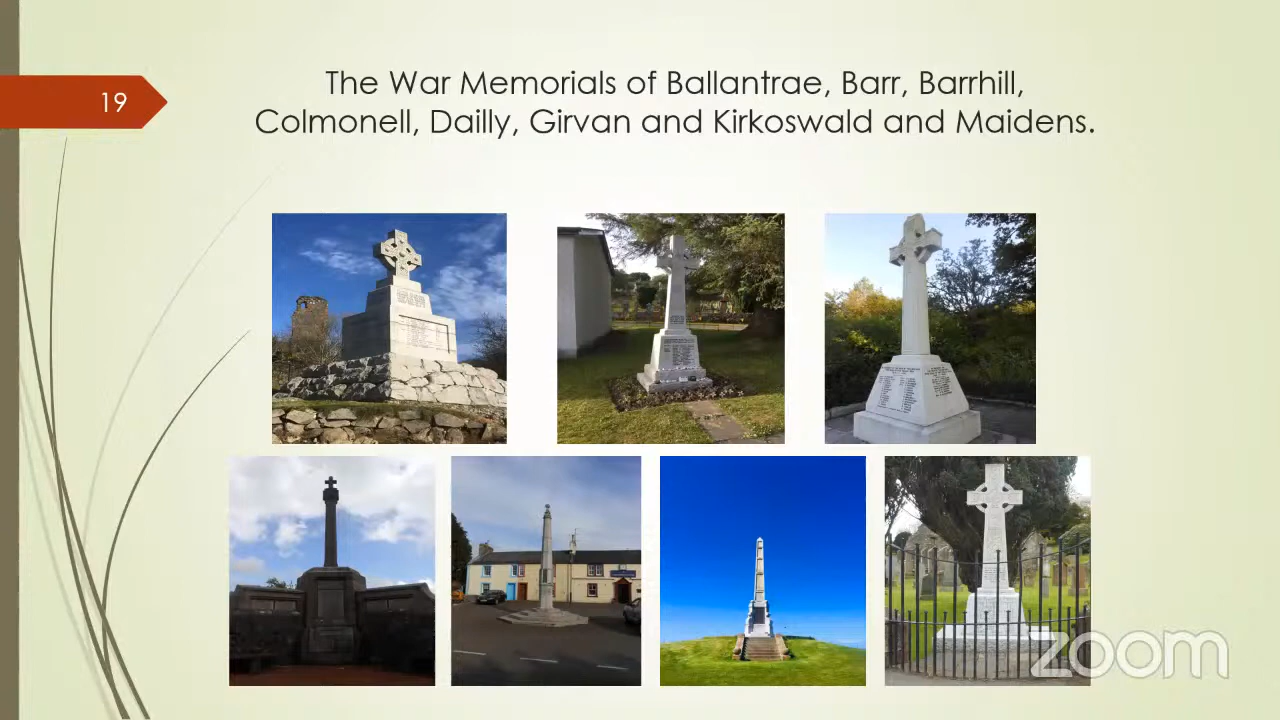 19
The War Memorials of Ballantrae, Barr, Barrhill,
Colmonell, Dailly, Girvan and Kirkoswald and Maidens.
zoom